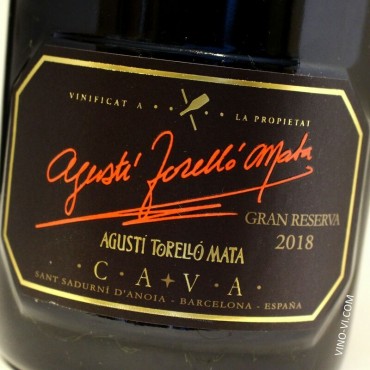 VINIFICAT A LA PROPIETAT
Agustí Torelló Mata
GRAN RESERVA
2018
AGUSTÍ TORELLÓ MATA
C·A·V·A
SANT SADURNÍ D'ANOIA - BARCELONA - ESPAÑA
VINO-VI.COM